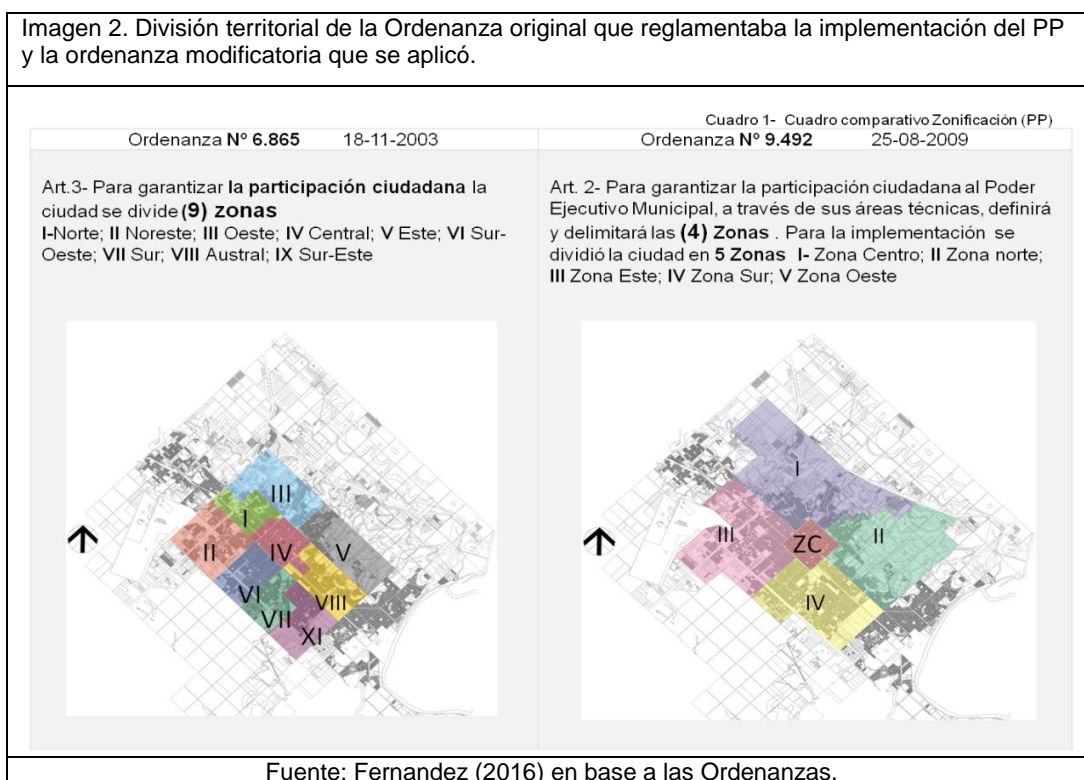 Imagen 2. División territorial de la Ordenanza original que reglamentaba la implementación del PP
y la ordenanza modificatoria que se aplicó.
Cuadro 1- Cuadro comparativo Zonificación (PP)
Ordenanza Nº 6.865 18-11-2003
Art.3- Para garantizar la participación ciudadana la
ciudad se divide (9) zonas
I-Norte; II Noreste; III Oeste; IV Central; V Este; VI Sur-
Oeste; VII Sur; VIII Austral; IX Sur-Este
III
I
II
IV
V
VI
VIII
VII
XI
Ordenanza Nº 9.492 25-08-2009
Art. 2- Para garantizar la participación ciudadana al Poder
Ejecutivo Municipal, a través de sus áreas técnicas, definirá
y delimitará las (4) Zonas . Para la implementación se
dividió la ciudad en 5 Zonas I- Zona Centro; II Zona norte;
III Zona Este; IV Zona Sur; V Zona Oeste
I
III
ZC
II
IV
Fuente: Fernandez (2016) en base a las Ordenanzas.